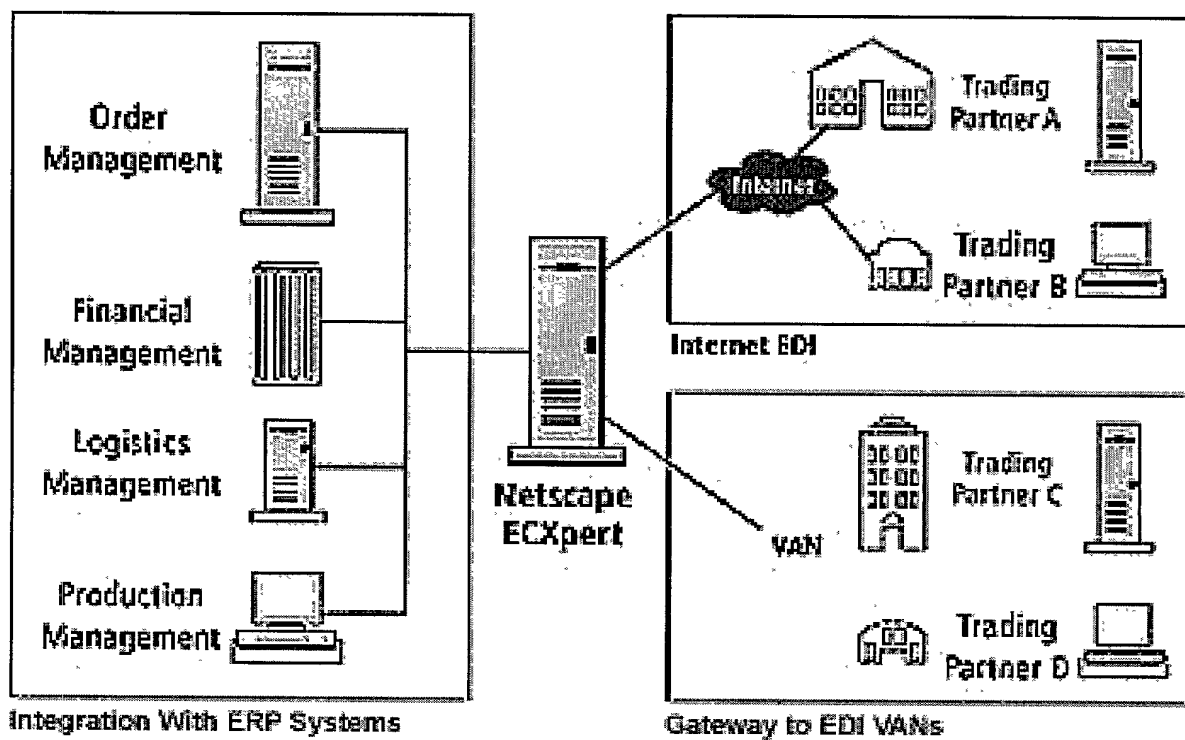 Order
Management
Financial
Management
Logistics
Management
Production
Management
Integration With ERP Systems
Netscape
ECXpert
Internet
Trading
Partner A
Trading
Partner B
Internet EDI
VAN
Trading
Partner C
Trading
Partner D
Gateway to EDI VANs